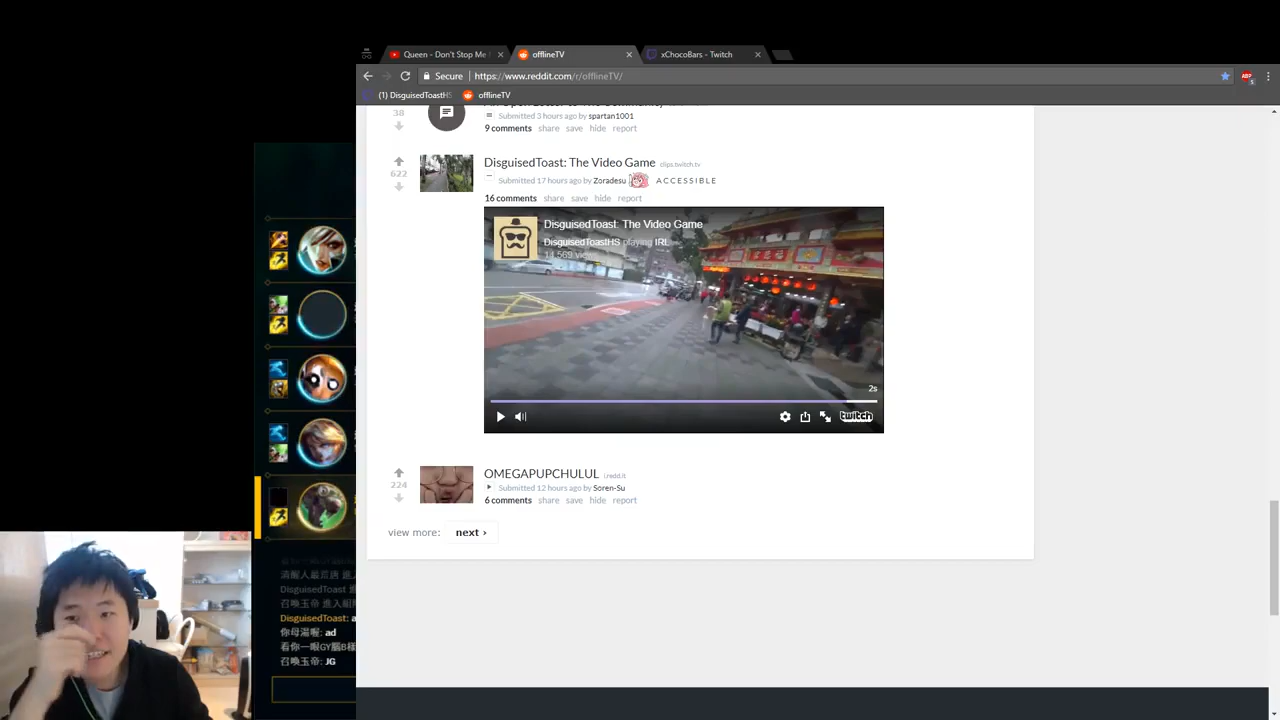 Queen - Don't Stop Me
offlineTV
xChocoBars - Twitch
Secure
https://www.reddit.com/r/offlineTV/
(1) DisguisedToastHS
offlineTV
38
Submitted 3 hours ago by spartan1001
9 comments share save hide report
622
DisguisedToast: The Video Game clips.twitch.tv
Submitted 17 hours ago by Zoradesu ACCESSIBLE
16 comments share save hide report
DisguisedToast: The Video Game
DisguisedToastHS playing IRL
14,569
2s
twitch
224
OMEGAPUPCHULUL i.redd.it
Submitted 12 hours ago by Soren-Su
6 comments share save hide report
view more: next ›
DisguisedToast
DisguisedToast: a
你母湯喔: ad
召喚玉帝: JG